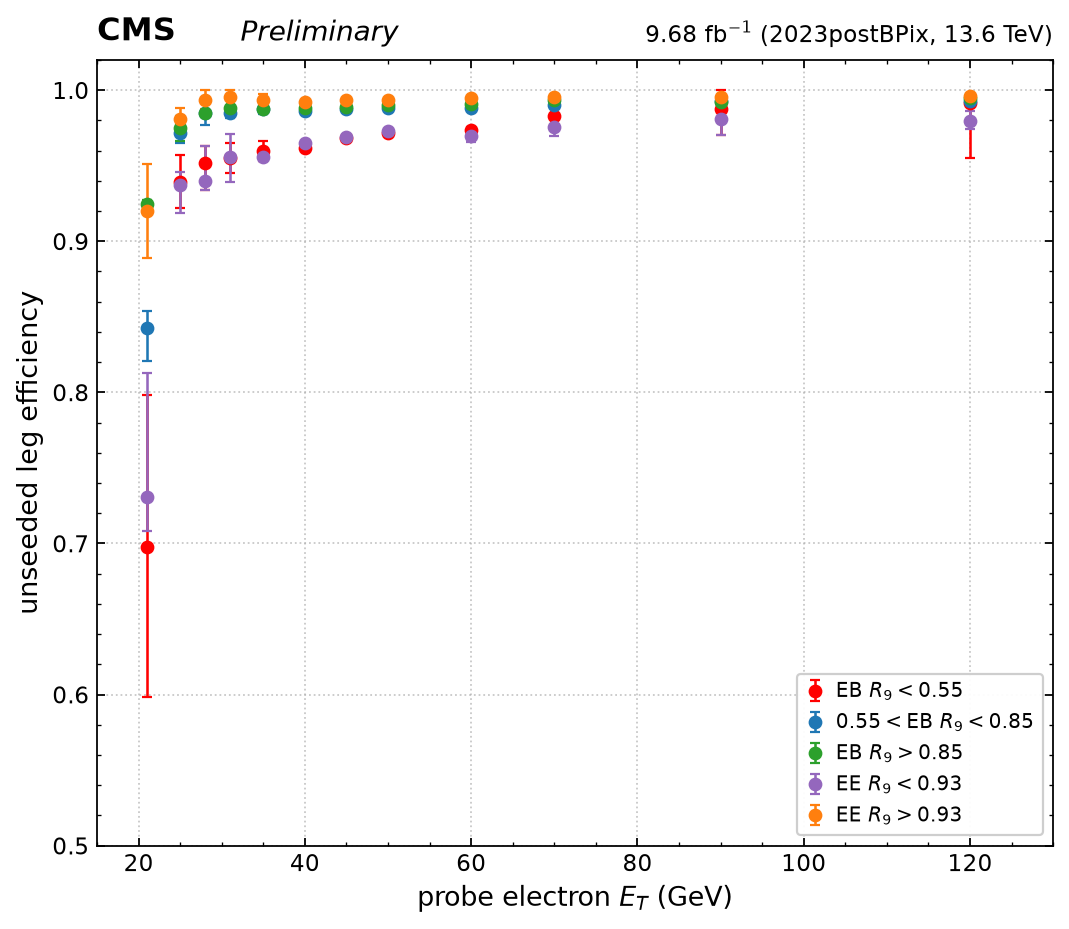 CMS Preliminary 9.68 fb⁻¹ (2023postBPix, 13.6 TeV)
1.0
0.9
0.8
0.7
0.6
0.5
unseeded leg efficiency
EB R₉ < 0.55
0.55 < EB R₉ < 0.85
EB R₉ > 0.85
EE R₉ < 0.93
EE R₉ > 0.93
20 40 60 80 100 120
probe electron E_T (GeV)